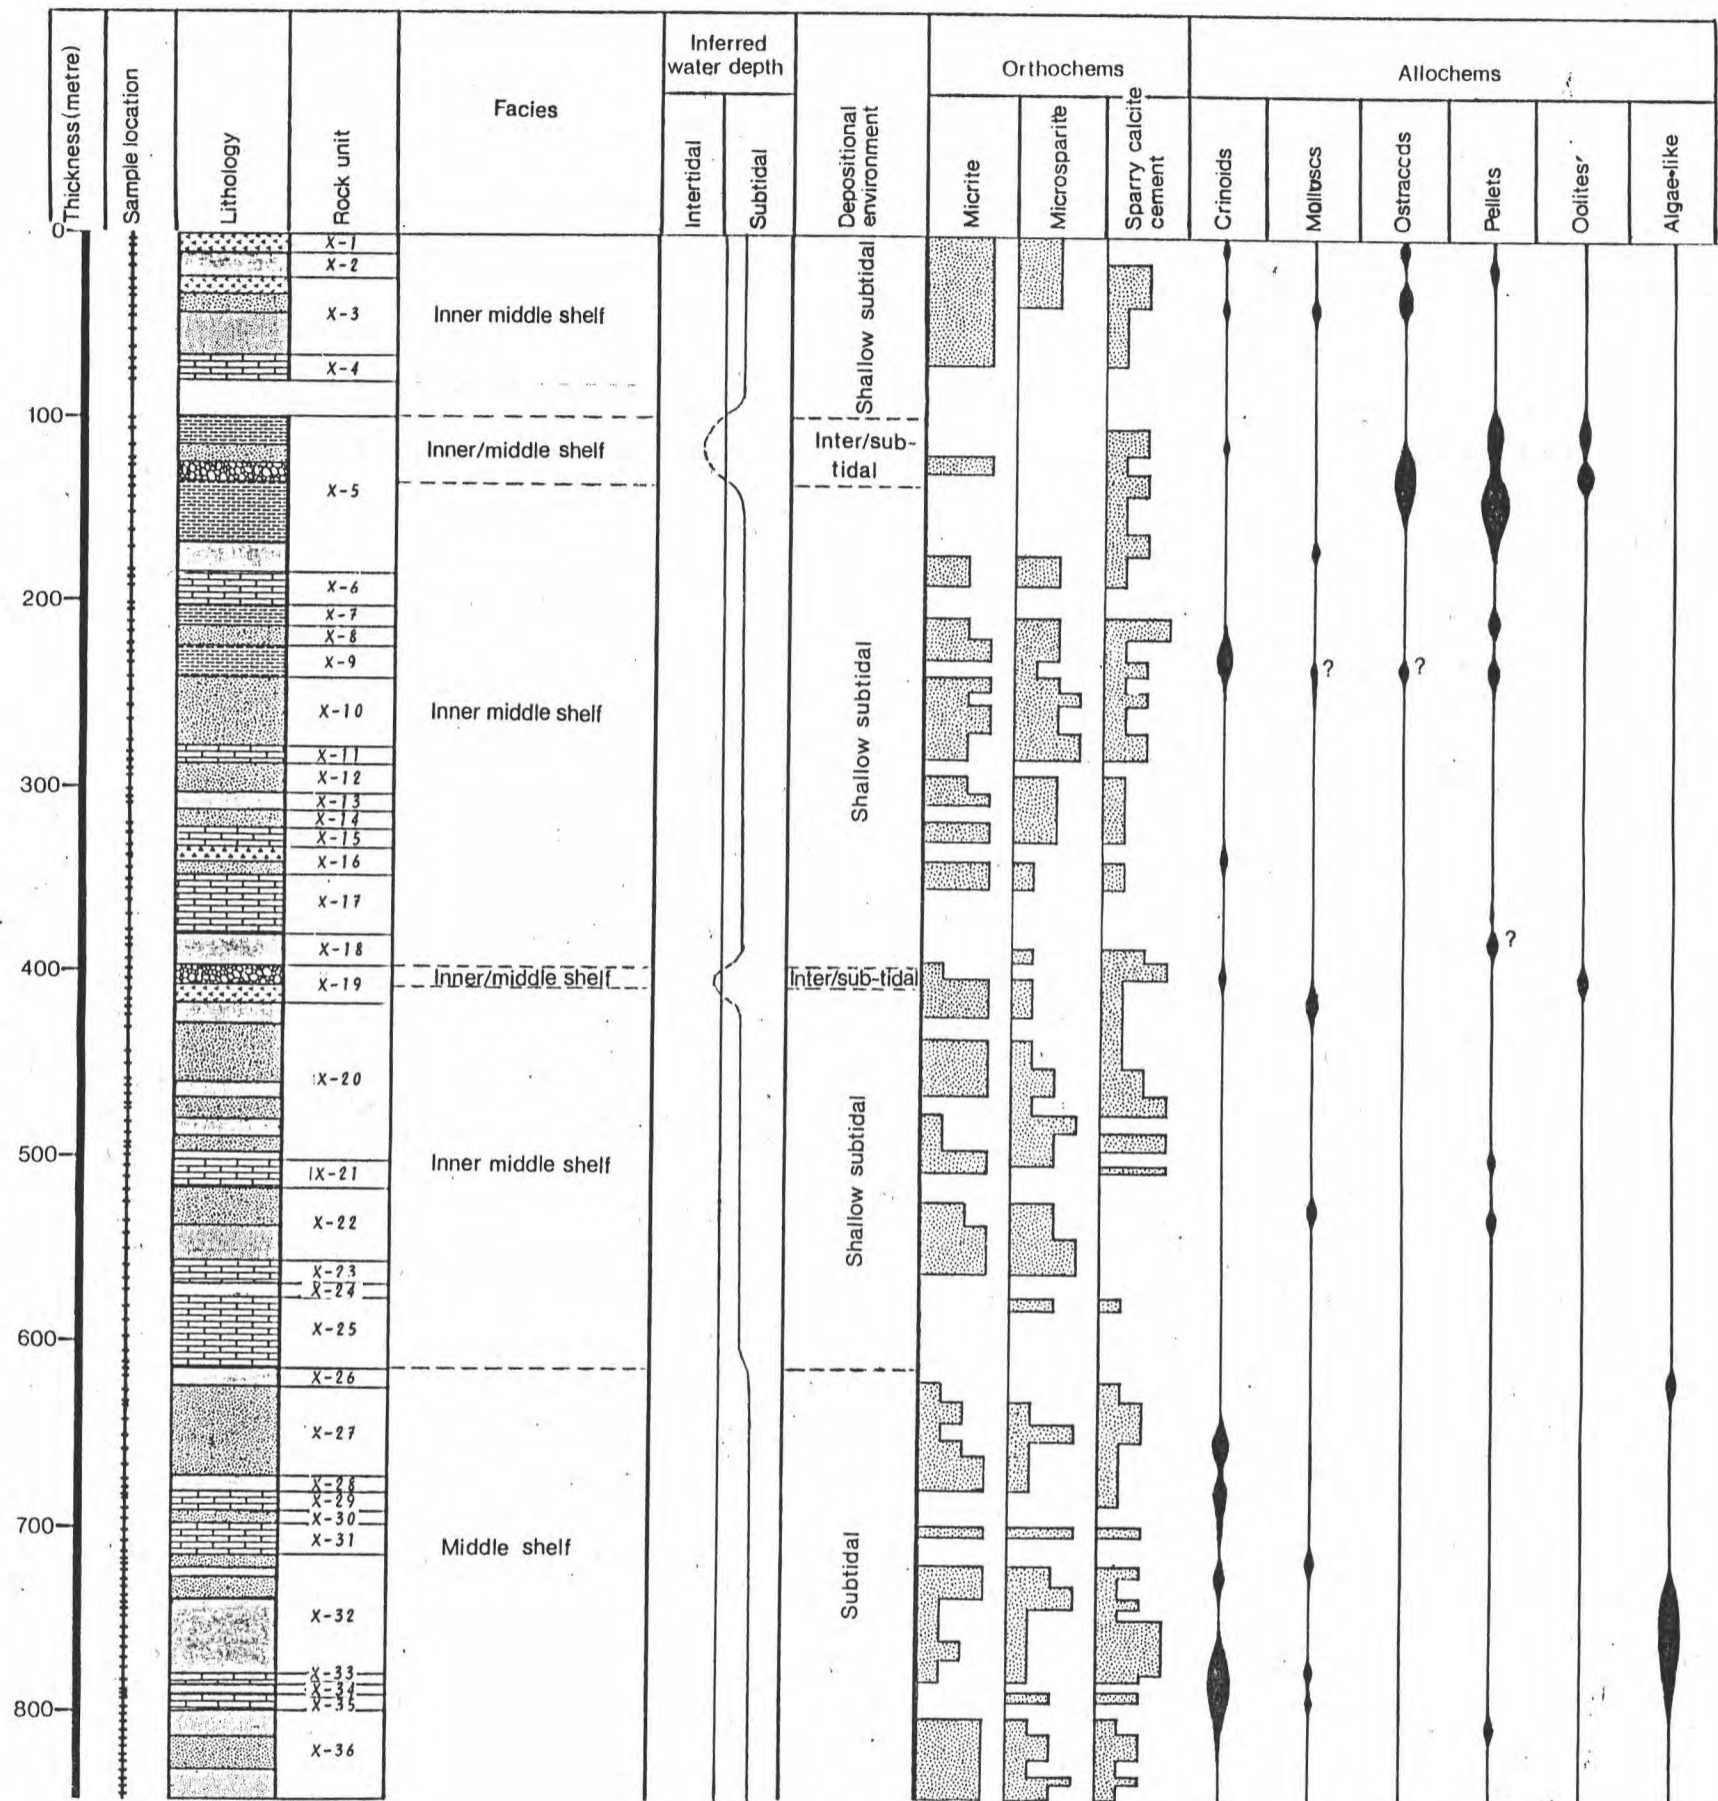 Thickness (metre)
Sample location
Lithology
Rock unit
Facies
Inferred
water depth
Intertidal
Subtidal
Depositional
environment
Orthochems
Micrite
Microsparite
Sparry calcite
cement
Allochems
Crinoids
Molluscs
Ostracods
Pellets
Oolites
Algae-like
0
100
200
300
400
500
600
700
800
X-1
X-2
X-3
X-4
X-5
X-6
X-7
X-8
X-9
X-10
X-11
X-12
X-13
X-14
X-15
X-16
X-17
X-18
X-19
X-20
X-21
X-22
X-23
X-24
X-25
X-26
X-27
X-28
X-29
X-30
X-31
X-32
X-33
X-34
X-35
X-36
Inner middle shelf
Inner/middle shelf
Inner middle shelf
Inner/middle shelf
Inner middle shelf
Middle shelf
Shallow subtidal
Inter/sub-
tidal
Shallow subtidal
Inter/sub-tidal
Shallow subtidal
Subtidal
?
?
?